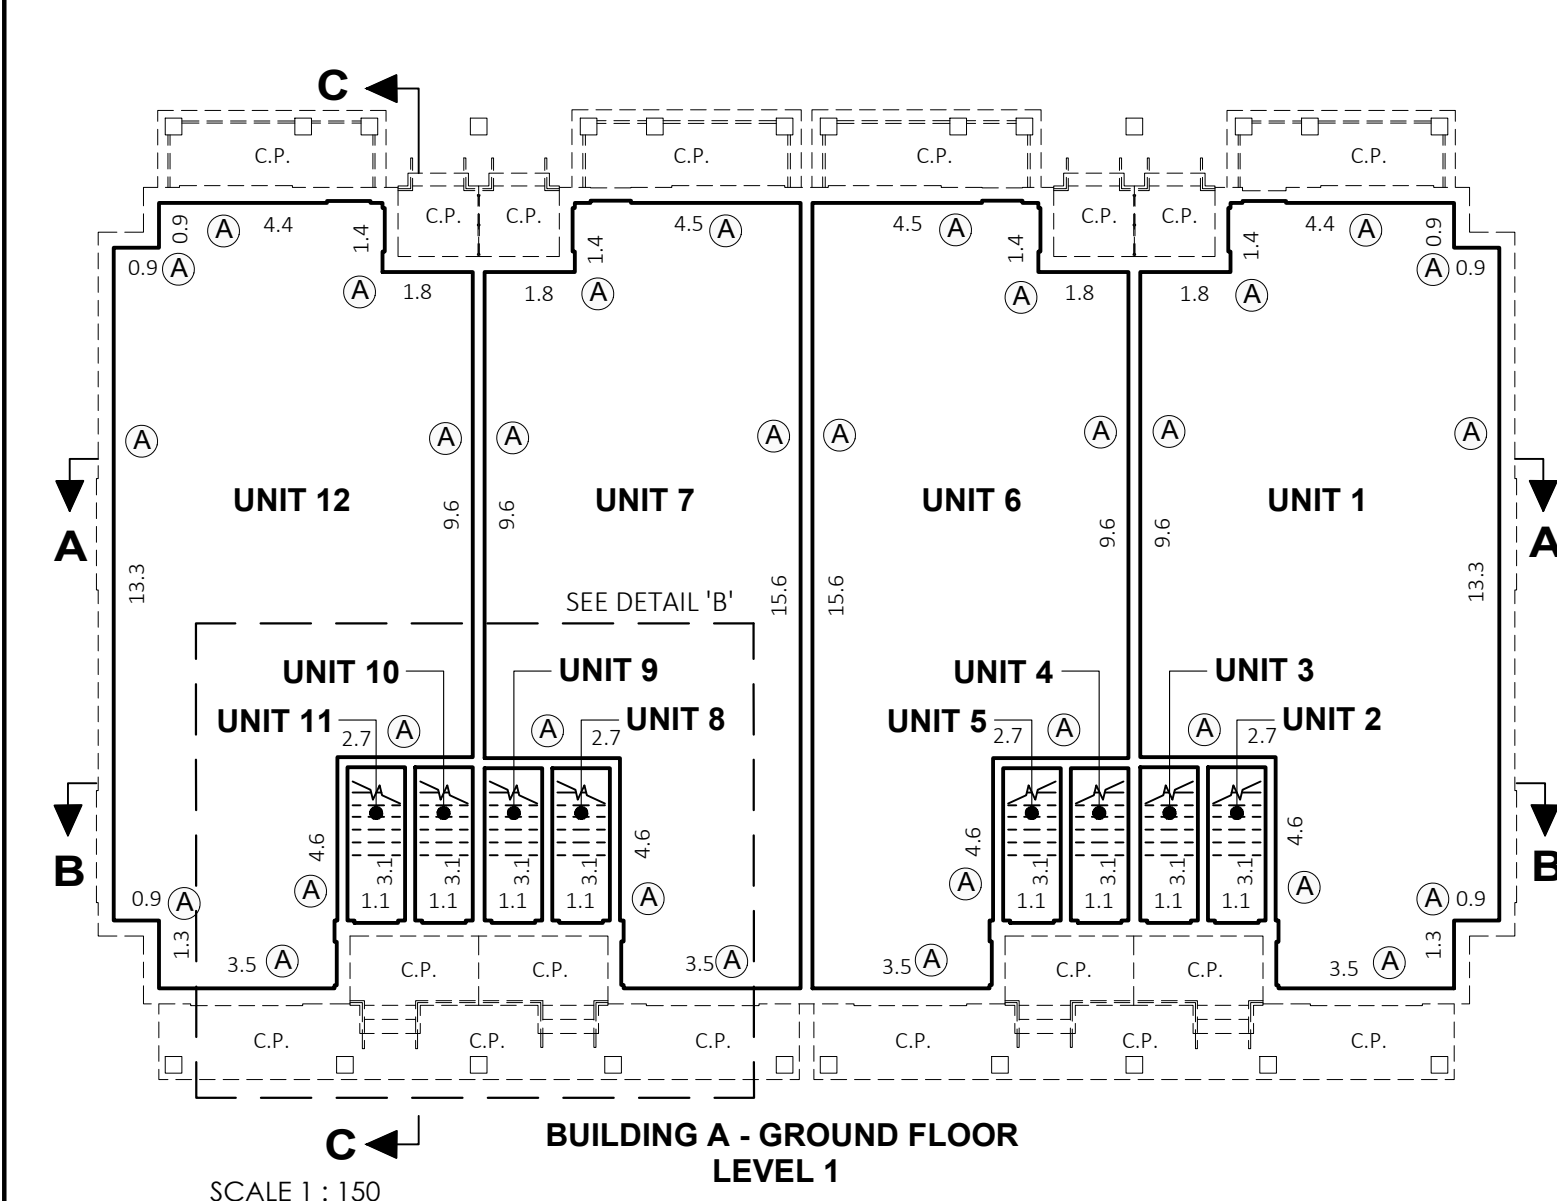 C
C.P. C.P. C.P. C.P.
C.P. C.P. C.P. C.P.
0.9 A 4.4 1.4 1.4 4.5 A 4.5 A 1.4 1.4 4.4 A 0.9
0.9 A A 1.8 1.8 A A 1.8 1.8 A A 0.9
A A A A A A A A
UNIT 12 UNIT 7 UNIT 6 UNIT 1
9.6 9.6 9.6 9.6
A A
13.3 15.6 15.6 13.3
SEE DETAIL 'B'
UNIT 10 UNIT 9 UNIT 4 UNIT 3
UNIT 11 A A UNIT 8 UNIT 5 A A UNIT 2
2.7 2.7 2.7 2.7
4.6 4.6 4.6 4.6
B B
3.1 3.1 3.1 3.1 3.1 3.1 3.1 3.1
0.9 A A 1.1 1.1 1.1 1.1 A A 1.1 1.1 1.1 1.1 A A 0.9
1.3 3.5 A C.P. C.P. 3.5 A 3.5 A C.P. C.P. 3.5 A 1.3
C.P. C.P. C.P. C.P. C.P. C.P.
C
BUILDING A - GROUND FLOOR
LEVEL 1
SCALE 1 : 150